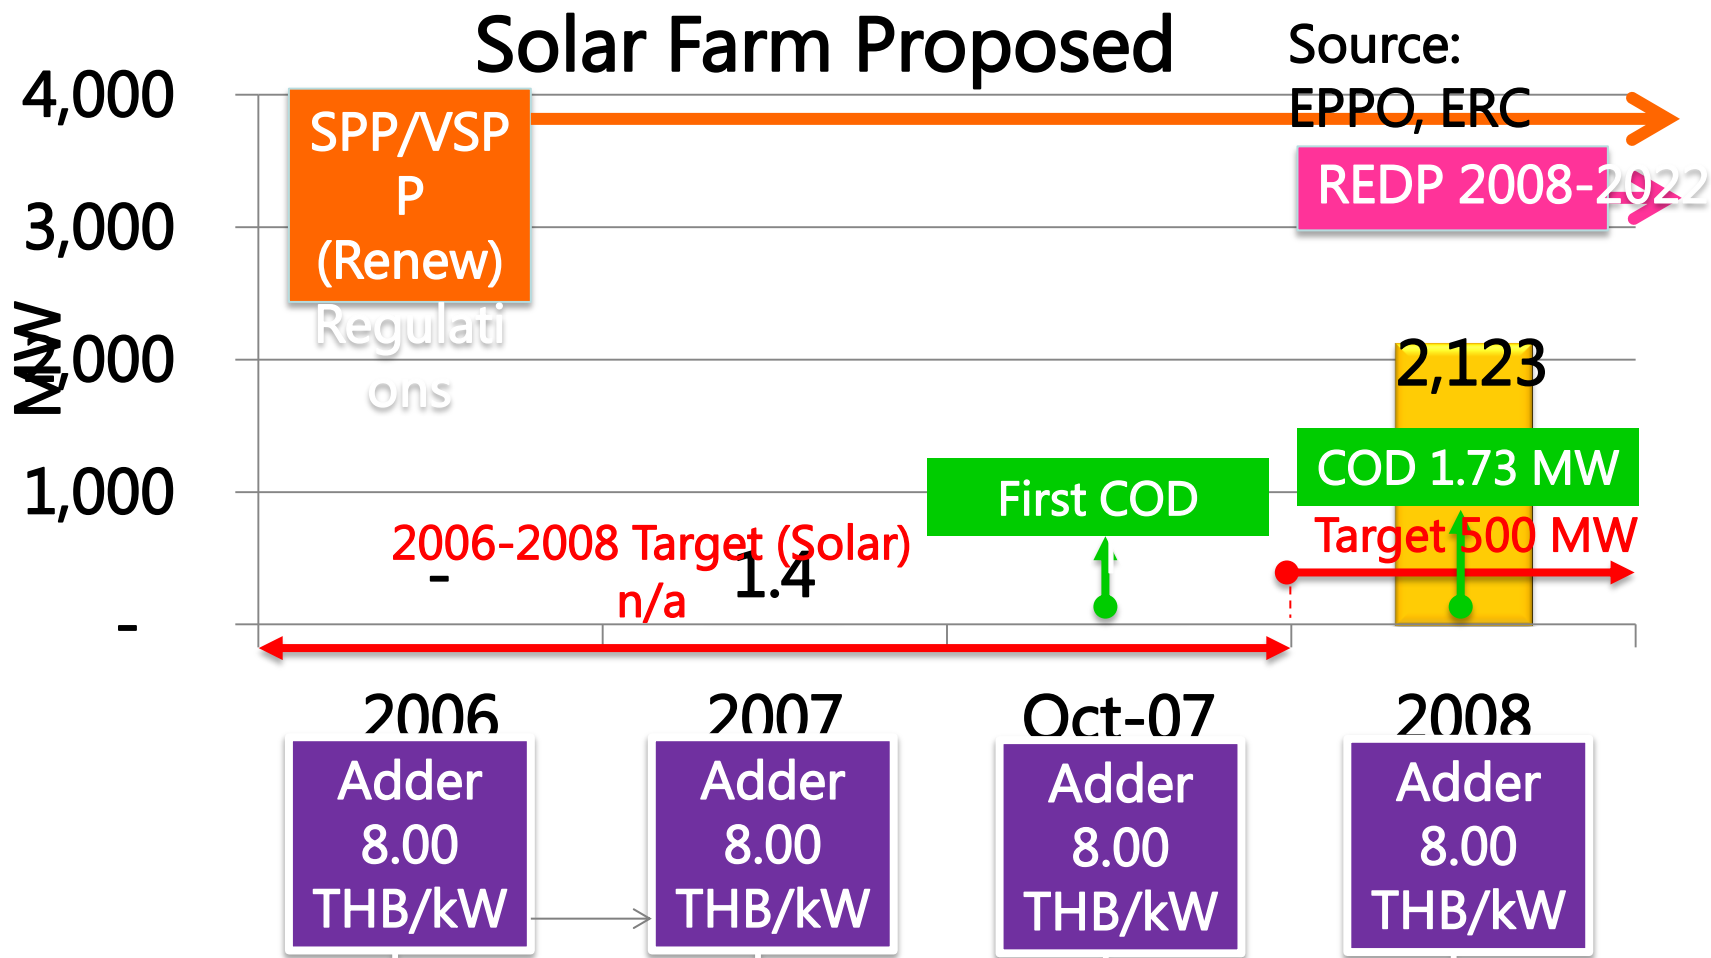 Solar Farm Proposed
Source:
EPPO, ERC
4,000
3,000
2,000
1,000
-
MW
SPP/VSP
P
(Renew)
Regulati
ons
REDP 2008-2022
2,123
COD 1.73 MW
First COD
Target 500 MW
2006-2008 Target (Solar)
n/a
-
1.4
2006
2007
Oct-07
2008
Adder
8.00
THB/kW
Adder
8.00
THB/kW
Adder
8.00
THB/kW
Adder
8.00
THB/kW